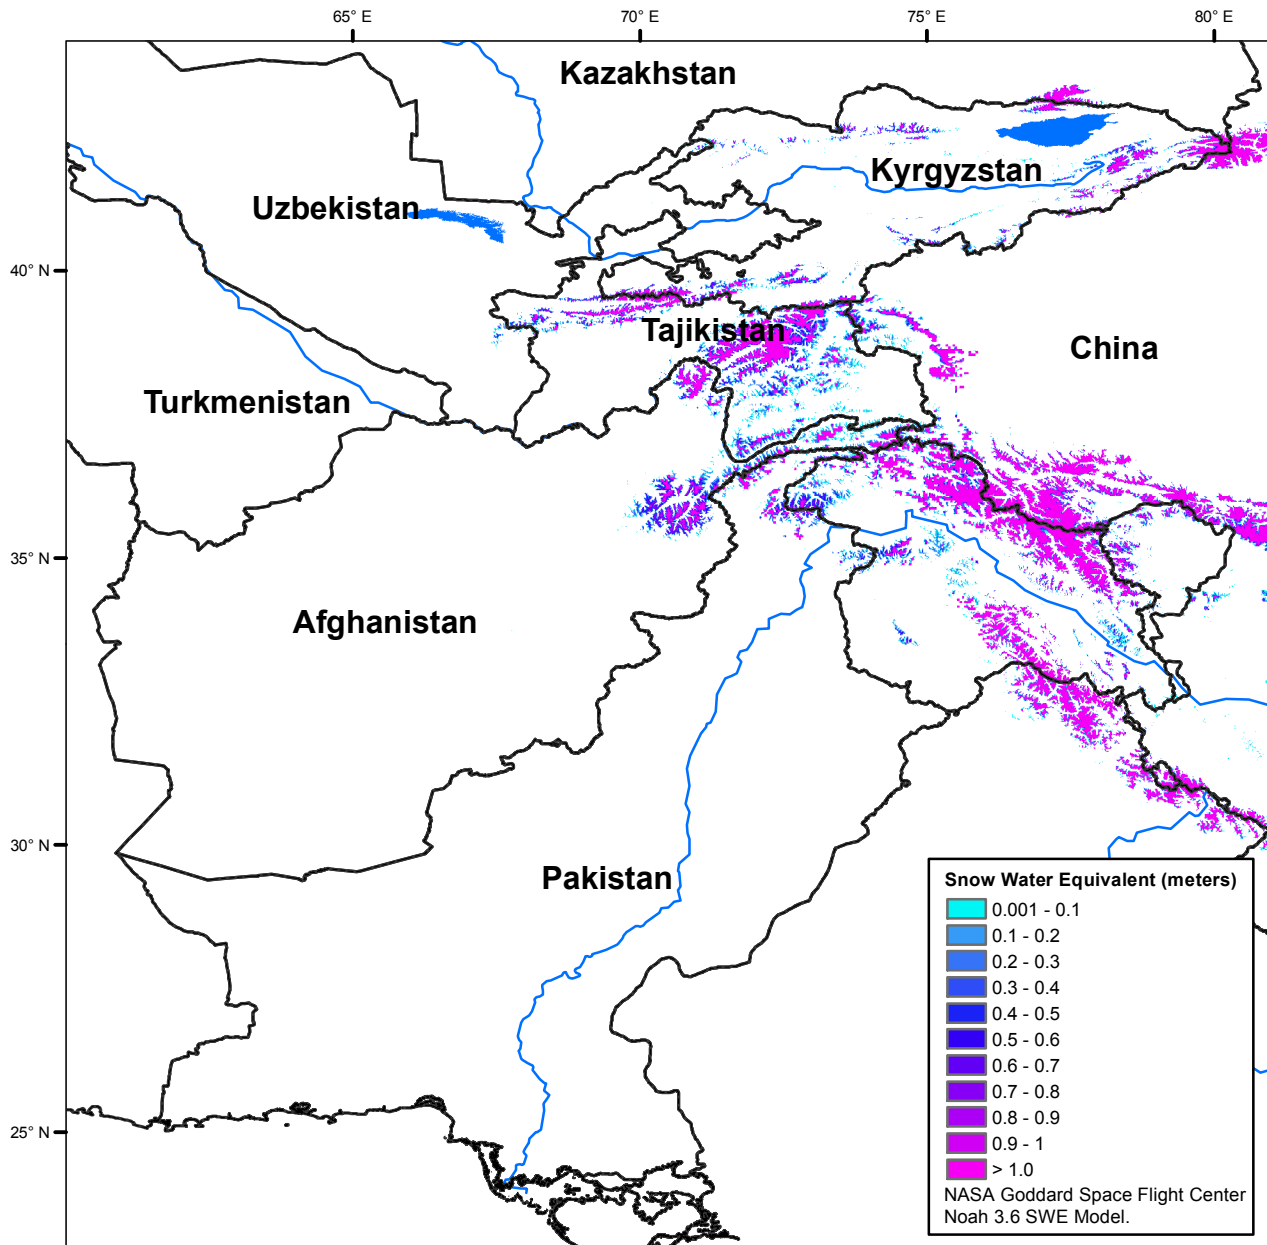 65° E
70° E
75° E
80° E
Kazakhstan
Kyrgyzstan
Uzbekistan
40° N
Tajikistan
China
Turkmenistan
35° N
Afghanistan
30° N
Pakistan
25° N
Snow Water Equivalent (meters)
0.001 - 0.1
0.1 - 0.2
0.2 - 0.3
0.3 - 0.4
0.4 - 0.5
0.5 - 0.6
0.6 - 0.7
0.7 - 0.8
0.8 - 0.9
0.9 - 1
> 1.0
NASA Goddard Space Flight Center
Noah 3.6 SWE Model.